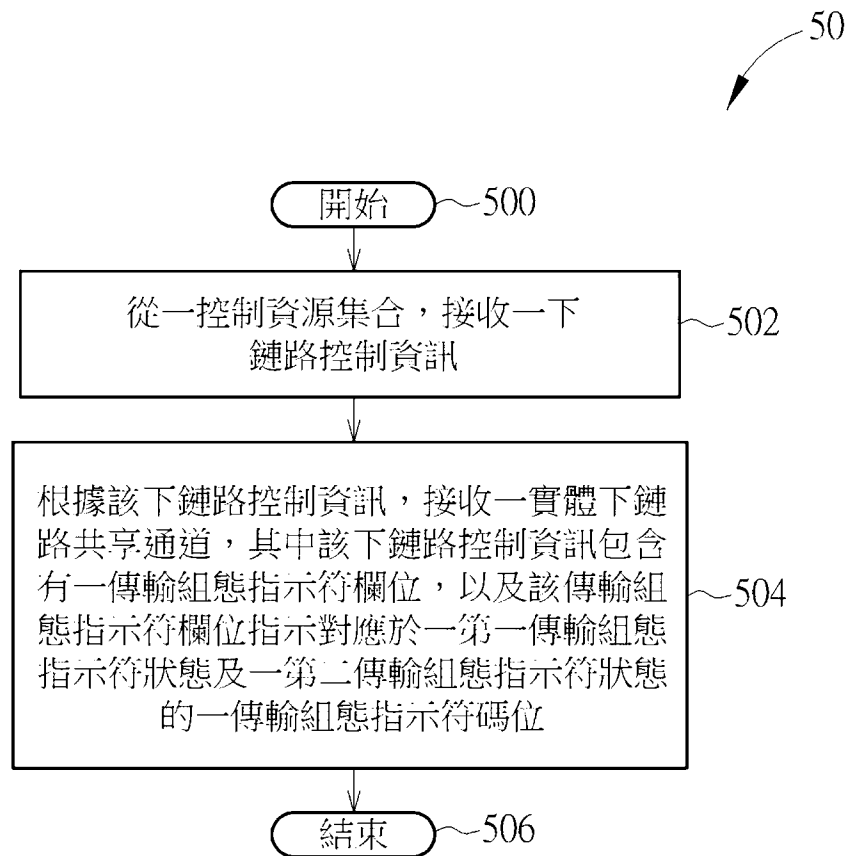 50
開始 500
從一控制資源集合，接收一下
鏈路控制資訊
502
根據該下鏈路控制資訊，接收一實體下鏈
路共享通道，其中該下鏈路控制資訊包含
有一傳輸組態指示符欄位，以及該傳輸組
態指示符欄位指示對應於一第一傳輸組態
指示符狀態及一第二傳輸組態指示符狀態
的一傳輸組態指示符碼位
504
結束 506